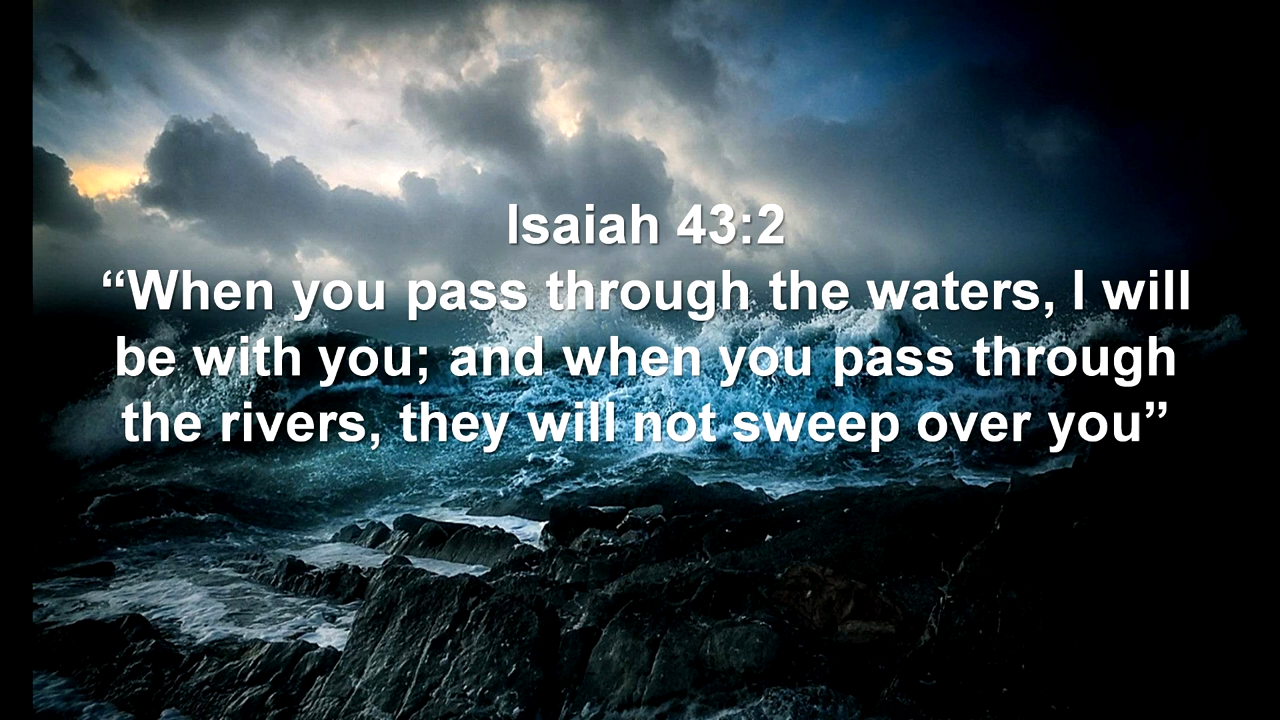 Isaiah 43:2
“When you pass through the waters, I will
be with you; and when you pass through
the rivers, they will not sweep over you”